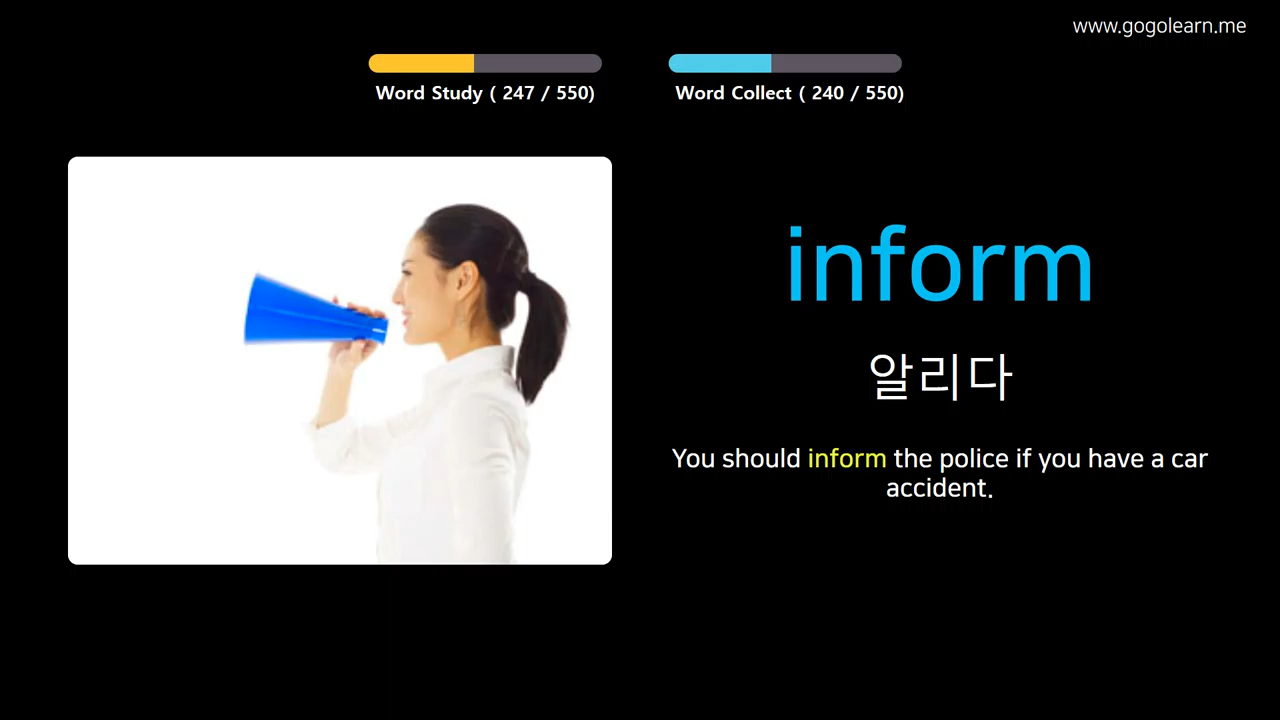 www.gogolearn.me
Word Study ( 247 / 550)
Word Collect ( 240 / 550)
inform
알리다
You should inform the police if you have a car
accident.